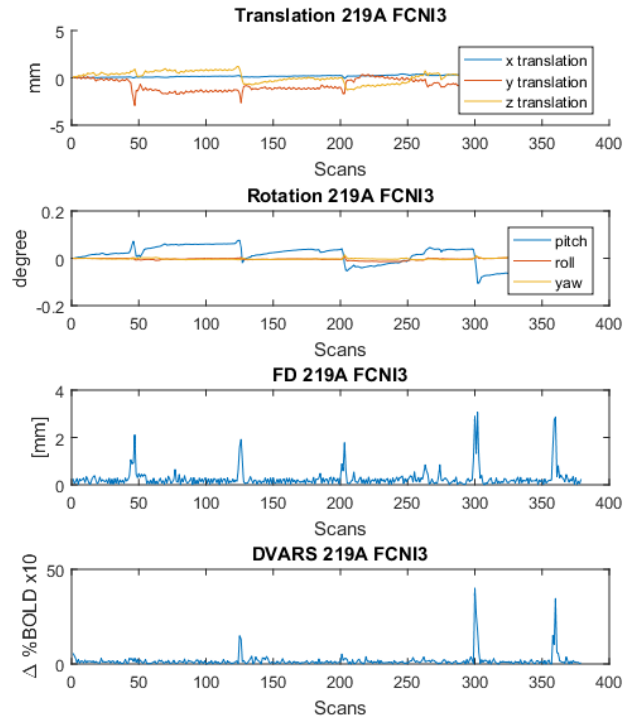 Translation 219A FCNI3
5
0
-5
mm
x translation
y translation
z translation
0 50 100 150 200 250 300 350 400
Scans
Rotation 219A FCNI3
0.2
0
-0.2
degree
pitch
roll
yaw
0 50 100 150 200 250 300 350 400
Scans
FD 219A FCNI3
4
2
0
[mm]
0 50 100 150 200 250 300 350 400
Scans
DVARS 219A FCNI3
50
0
Δ %BOLD x10
0 50 100 150 200 250 300 350 400
Scans